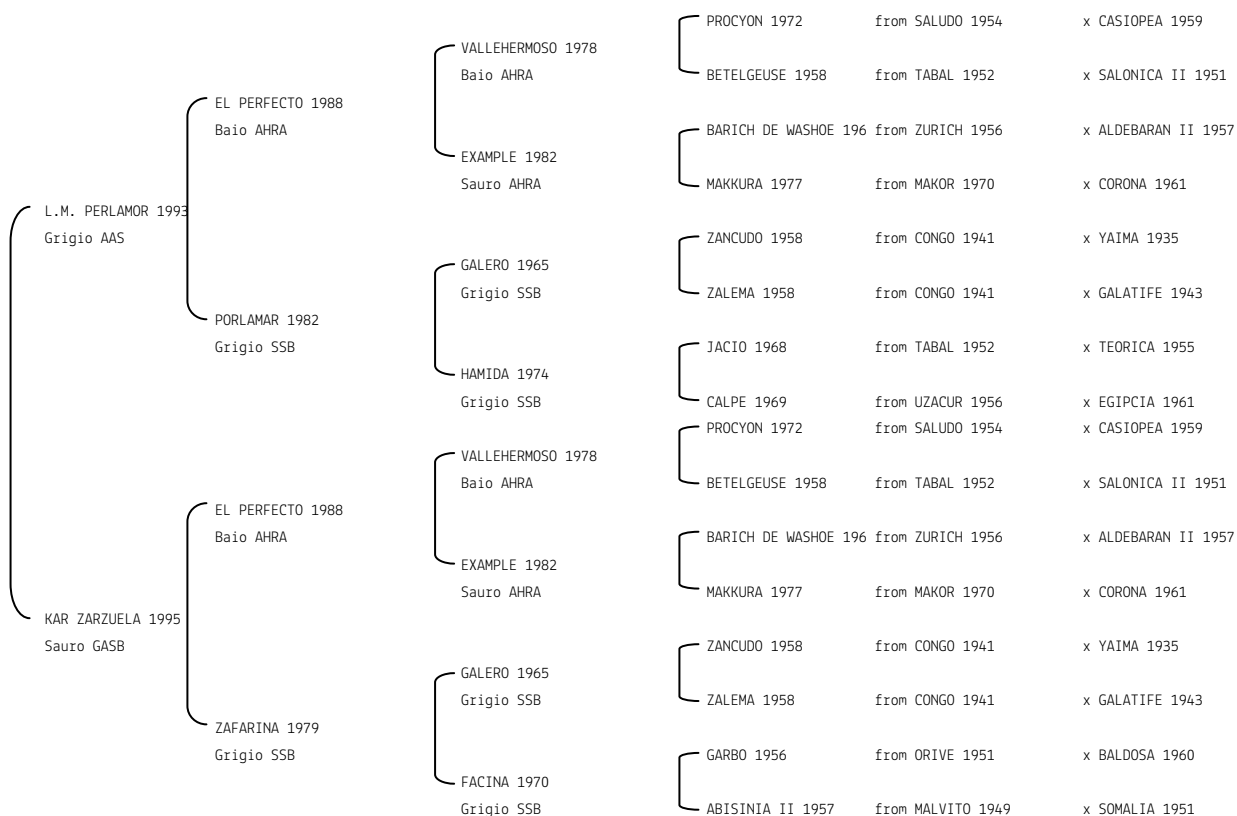 PROCYON 1972 from SALUDO 1954 x CASIOPEA 1959
VALLEHERMOSO 1978
Baio AHRA BETELGEUSE 1958 from TABAL 1952 x SALONICA II 1951
EL PERFECTO 1988
Baio AHRA BARICH DE WASHOE 196 from ZURICH 1956 x ALDEBARAN II 1957
EXAMPLE 1982
Sauro AHRA MAKKURA 1977 from MAKOR 1970 x CORONA 1961
L.M. PERLAMOR 1993
Grigio AAS ZANCUDO 1958 from CONGO 1941 x YAIMA 1935
GALERO 1965
Grigio SSB ZALEMA 1958 from CONGO 1941 x GALATIFE 1943
PORLAMAR 1982
Grigio SSB JACIO 1968 from TABAL 1952 x TEORICA 1955
HAMIDA 1974
Grigio SSB CALPE 1969 from UZACUR 1956 x EGIPCIA 1961
PROCYON 1972 from SALUDO 1954 x CASIOPEA 1959
VALLEHERMOSO 1978
Baio AHRA BETELGEUSE 1958 from TABAL 1952 x SALONICA II 1951
EL PERFECTO 1988
Baio AHRA BARICH DE WASHOE 196 from ZURICH 1956 x ALDEBARAN II 1957
EXAMPLE 1982
Sauro AHRA MAKKURA 1977 from MAKOR 1970 x CORONA 1961
KAR ZARZUELA 1995
Sauro GASB ZANCUDO 1958 from CONGO 1941 x YAIMA 1935
GALERO 1965
Grigio SSB ZALEMA 1958 from CONGO 1941 x GALATIFE 1943
ZAFARINA 1979
Grigio SSB GARBO 1956 from ORIVE 1951 x BALDOSA 1960
FACINA 1970
Grigio SSB ABISINIA II 1957 from MALVITO 1949 x SOMALIA 1951